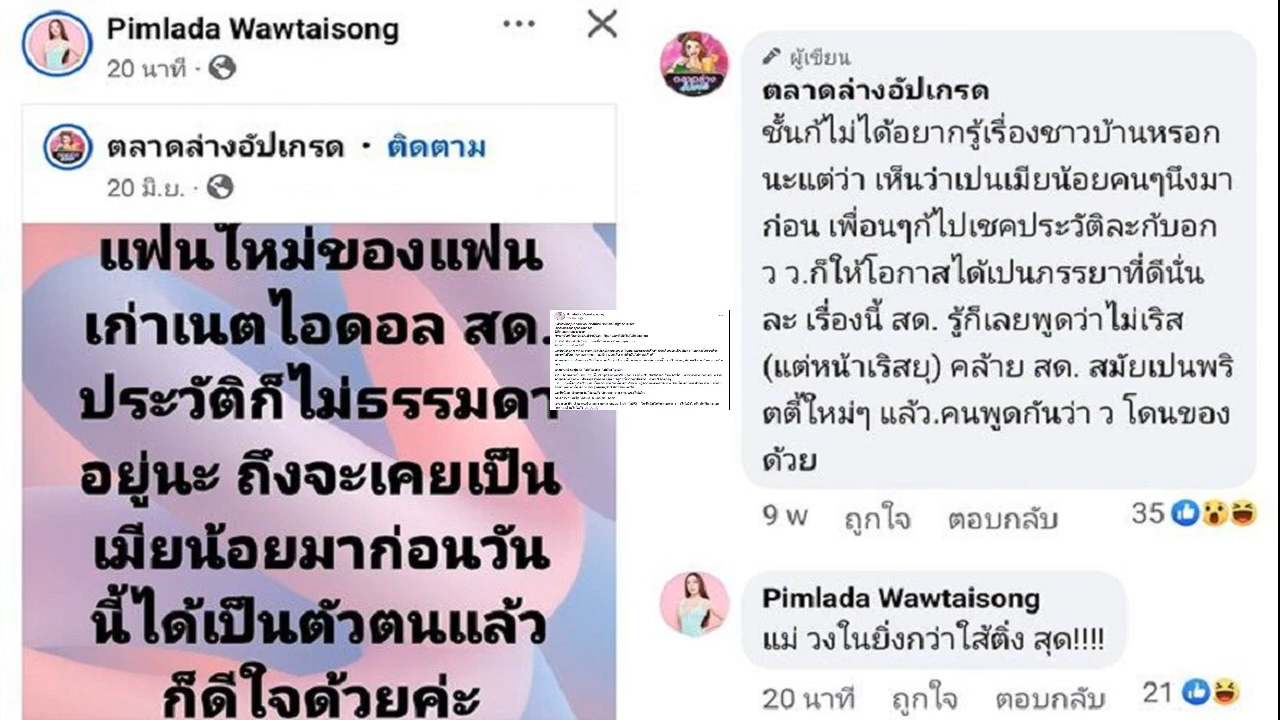 Pimlada Wawtaisong
20 นาที ·
ตลาดล่างอัปเกรด · ติดตาม
20 มิ.ย. ·
แฟนใหม่ของแฟน
เก่าเนตไอดอล สด.
ประวัติก็ไม่ธรรมดา
อยู่นะ ถึงจะเคยเป็น
เมียน้อยมาก่อนวัน
นี้ได้เป็นตัวตนแล้ว
ก็ดีใจด้วยค่ะ
ผู้เขียน
ตลาดล่างอัปเกรด
ชั้นก้ไม่ได้อยากรู้เรื่องชาวบ้านหรอก
นะแต่ว่า เห็นว่าเปนเมียน้อยคนๆนึงมา
ก่อน เพื่อนๆก้ไปเชคประวัติละกับอก
ว ว.ก็ให้โอกาสได้เปนภรรยาที่ดีนั่น
ละ เรื่องนี้ สด. รู้ก็เลยพูดว่าไม่เริส
(แต่หน้าเริสยุ) คล้าย สด. สมัยเปนพริ
ตตี้ใหม่ๆ แล้ว.คนพูดกันว่า ว โดนของ
ด้วย
9 w ถูกใจ ตอบกลับ 35
Pimlada Wawtaisong
แม่ วงในยิ่งกว่าใส้ติ่ง สุด!!!!
20 นาที ถูกใจ ตอบกลับ 21